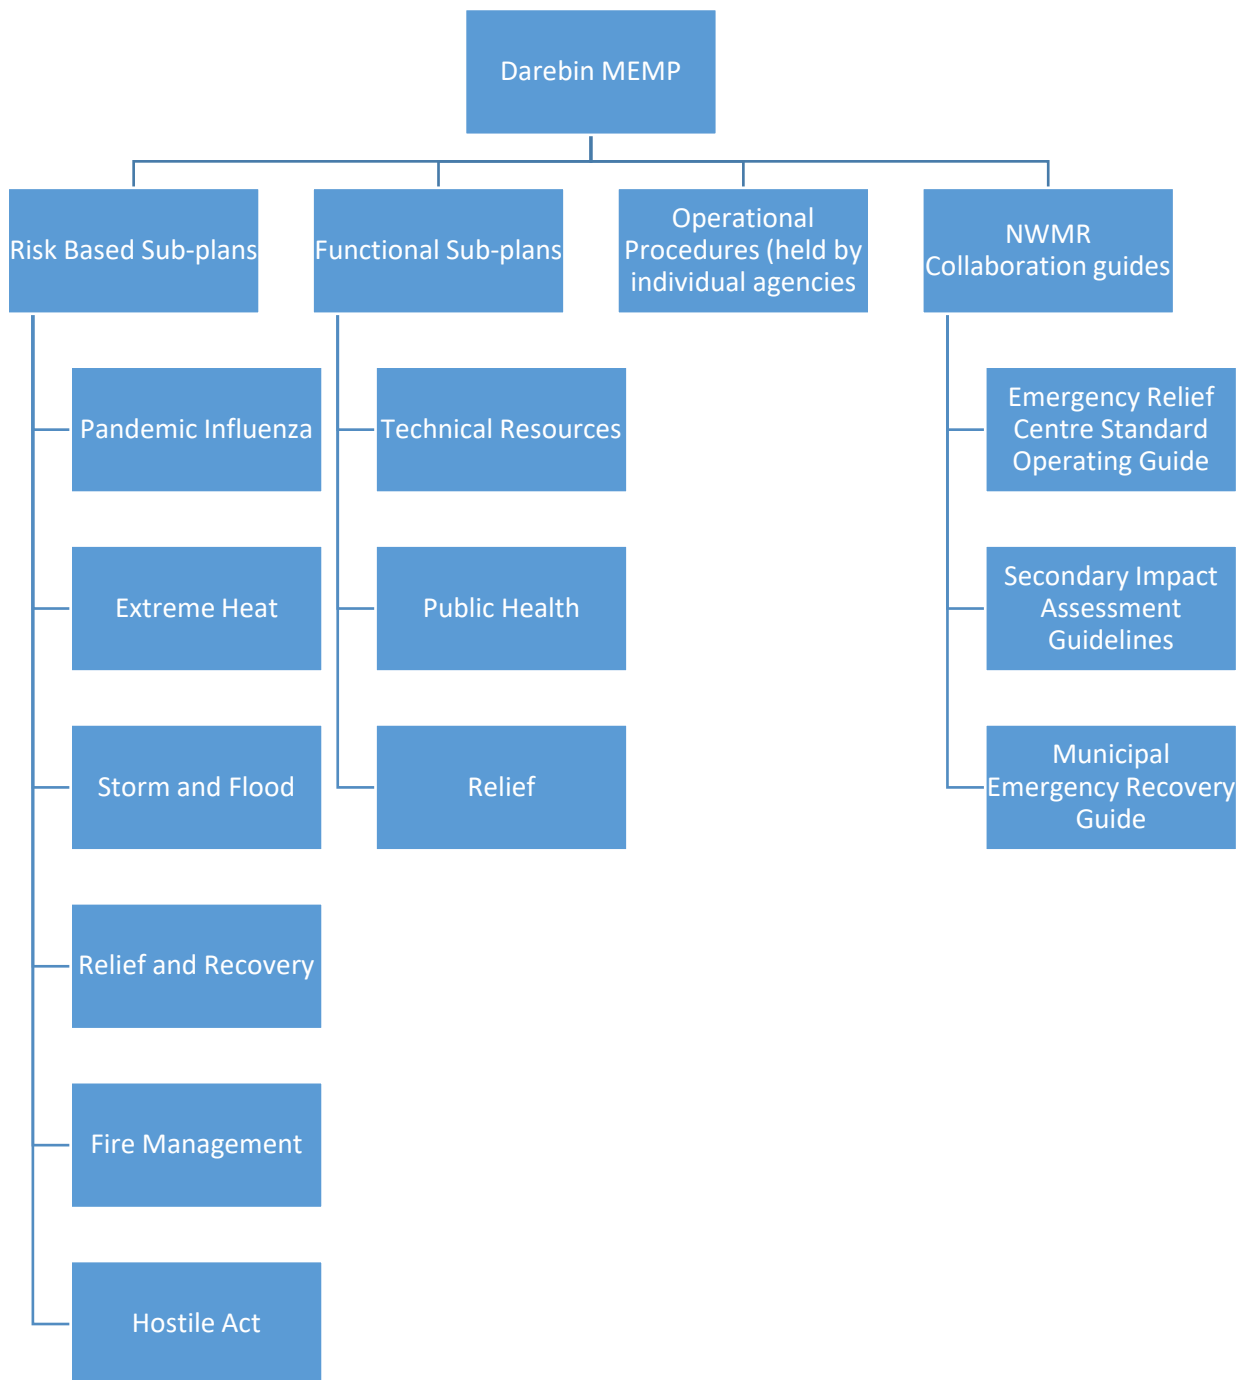 Darebin MEMP
Risk Based Sub-plans
Functional Sub-plans
Operational
Procedures (held by
individual agencies
NWMR
Collaboration guides
Pandemic Influenza
Extreme Heat
Storm and Flood
Relief and Recovery
Fire Management
Hostile Act
Technical Resources
Public Health
Relief
Emergency Relief
Centre Standard
Operating Guide
Secondary Impact
Assessment
Guidelines
Municipal
Emergency Recovery
Guide